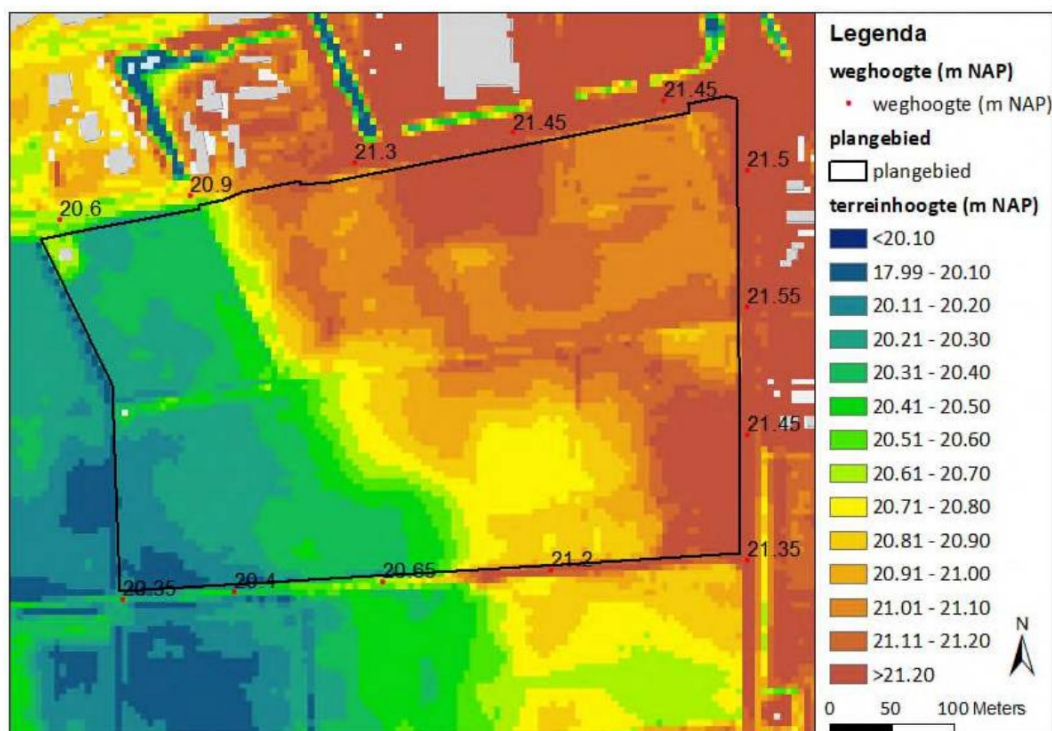 21.45
21.45
21.3
21.5
20.9
20.6
21.55
21.45
21.35
21.2
20.65
20.4
20.35
Legenda
weghoogte (m NAP)
weghoogte (m NAP)
plangebied
plangebied
terreinhoogte (m NAP)
<20.10
17.99 - 20.10
20.11 - 20.20
20.21 - 20.30
20.31 - 20.40
20.41 - 20.50
20.51 - 20.60
20.61 - 20.70
20.71 - 20.80
20.81 - 20.90
20.91 - 21.00
21.01 - 21.10
21.11 - 21.20
>21.20
N
0 50 100 Meters